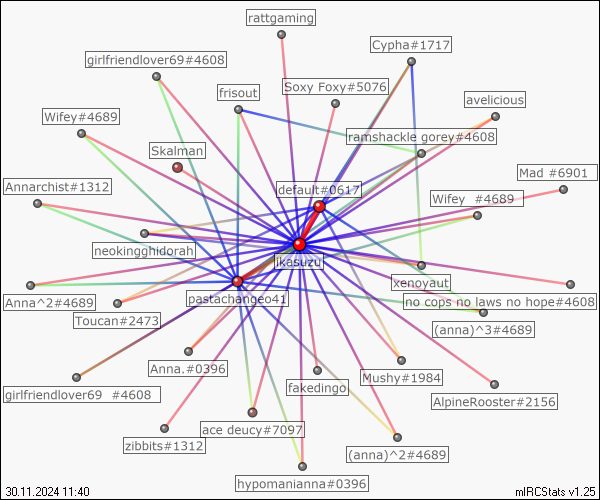 rattgaming
Cypha#1717
girlfriendlover69#4608
Soxy Foxy#5076
frisout
avelicious
Wifey#4689
ramshackle gorey#4608
Skalman
Mad #6901
Annarchist#1312
default#0617
Wifey  #4689
neokingghidorah
jkasuzu
xenoyaut
Anna^2#4689
pastachangeo41
no cops no laws no hope#4608
Toucan#2473
(anna)^3#4689
Anna.#0396
Mushy#1984
fakedingo
girlfriendlover69  #4608
AlpineRooster#2156
ace deucy#7097
zibbits#1312
(anna)^2#4689
hypomanianna#0396
30.11.2024 11:40
mIRCStats v1.25